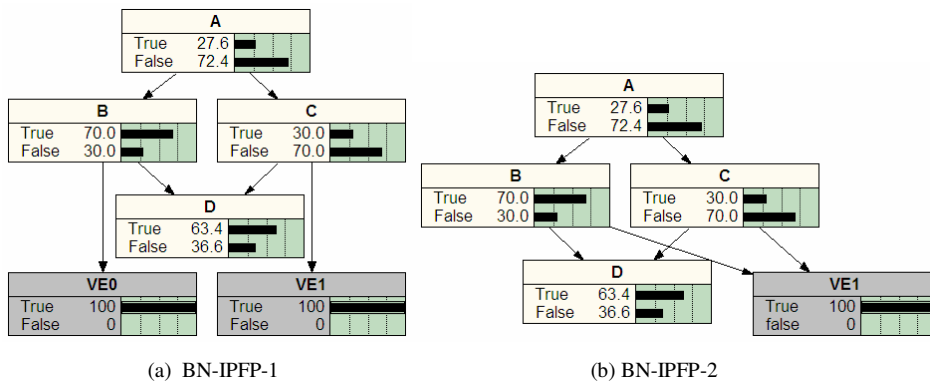 A
True 27.6
False 72.4
B
True 70.0
False 30.0
C
True 30.0
False 70.0
D
True 63.4
False 36.6
VE0
True 100
False 0
VE1
True 100
False 0
(a) BN-IPFP-1
A
True 27.6
False 72.4
B
True 70.0
False 30.0
C
True 30.0
False 70.0
D
True 63.4
False 36.6
VE1
True 100
false 0
(b) BN-IPFP-2